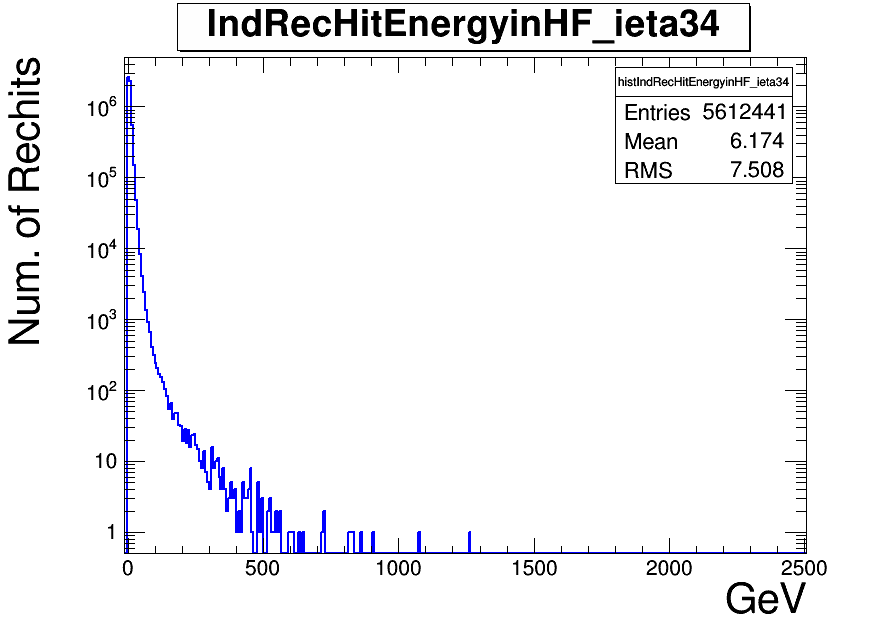 IndRecHitEnergyinHF_ieta34
histIndRecHitEnergyinHF_ieta34
Entries 5612441
Mean 6.174
RMS 7.508
Num. of Rechits
10^6
10^5
10^4
10^3
10^2
10
1
0 500 1000 1500 2000 2500
GeV